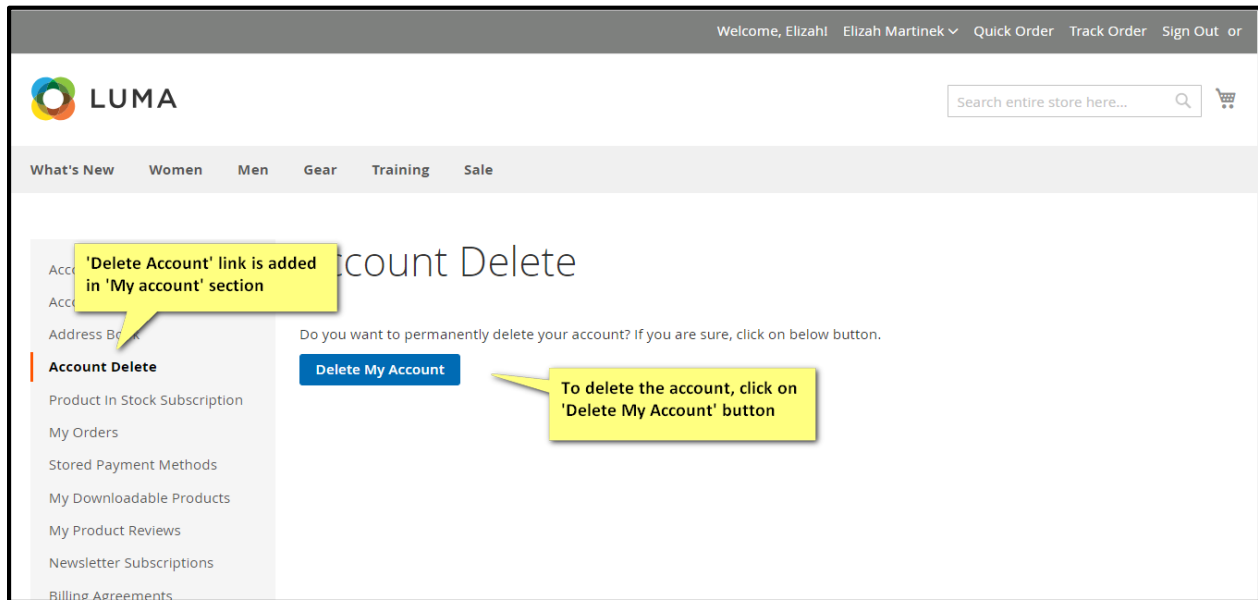 Welcome, Elizah! Elizah Martinek Quick Order Track Order Sign Out or
LUMA
Search entire store here...
What's New Women Men Gear Training Sale
'Delete Account' link is added
in 'My account' section
ccount Delete
Acc
Acc
Address Bo k
Account Delete
Product In Stock Subscription
My Orders
Stored Payment Methods
My Downloadable Products
My Product Reviews
Newsletter Subscriptions
Billing Agreements
Do you want to permanently delete your account? If you are sure, click on below button.
Delete My Account
To delete the account, click on
'Delete My Account' button